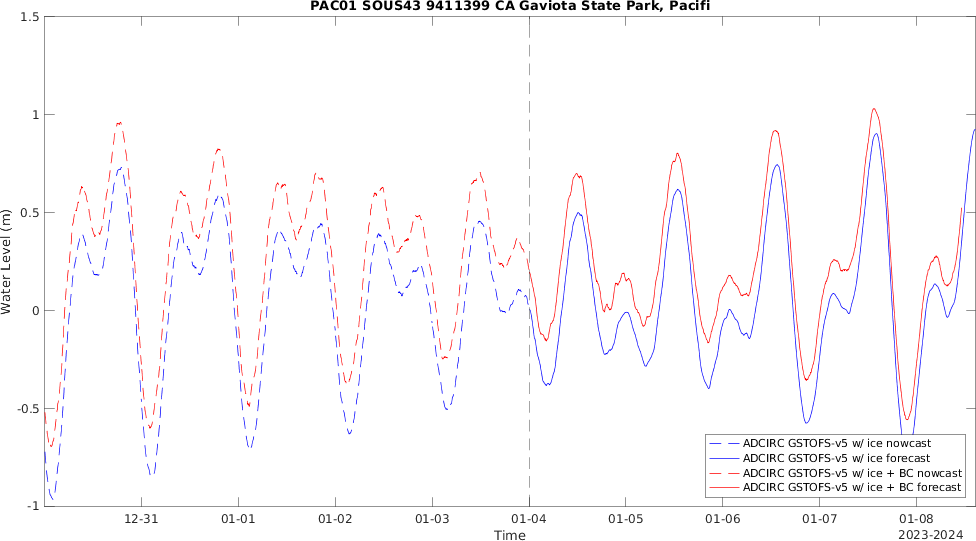 PAC01 SOUS43 9411399 CA Gaviota State Park, Pacifi
1.5
1
0.5
0
-0.5
-1
Water Level (m)
12-31
01-01
01-02
01-03
01-04
01-05
01-06
01-07
01-08
Time
2023-2024
ADCIRC GSTOFS-v5 w/ ice nowcast
ADCIRC GSTOFS-v5 w/ ice forecast
ADCIRC GSTOFS-v5 w/ ice + BC nowcast
ADCIRC GSTOFS-v5 w/ ice + BC forecast